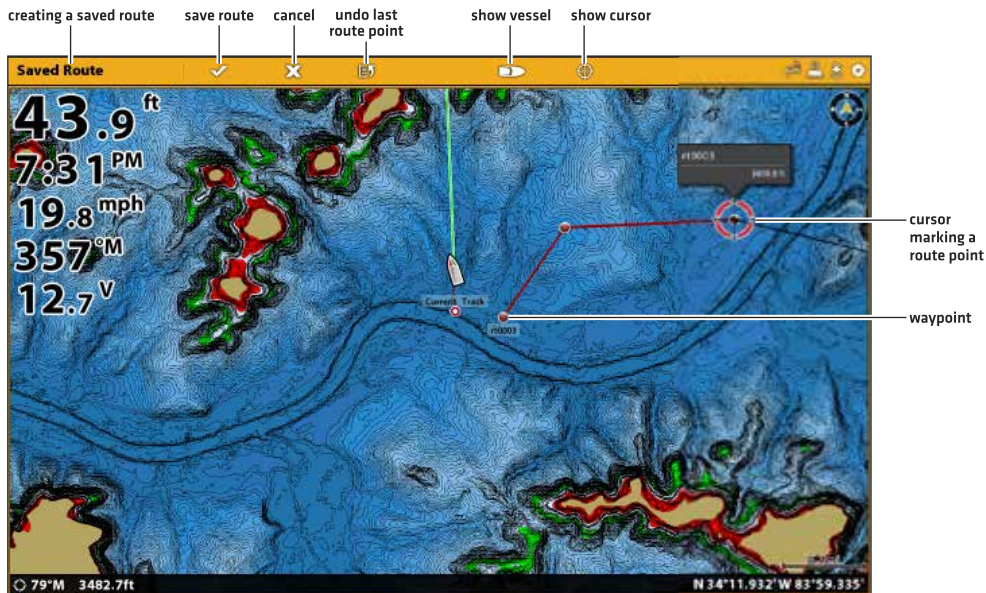 creating a saved route
save route
cancel
undo last
route point
show vessel
show cursor
Saved Route
43.9 ft
7:31 PM
19.8 mph
357°M
12.7 V
rt0003
cursor
marking a
route point
Current Track
waypoint
rt0003
79°M 3482.7ft
N 34°11.932' W 83°59.335'